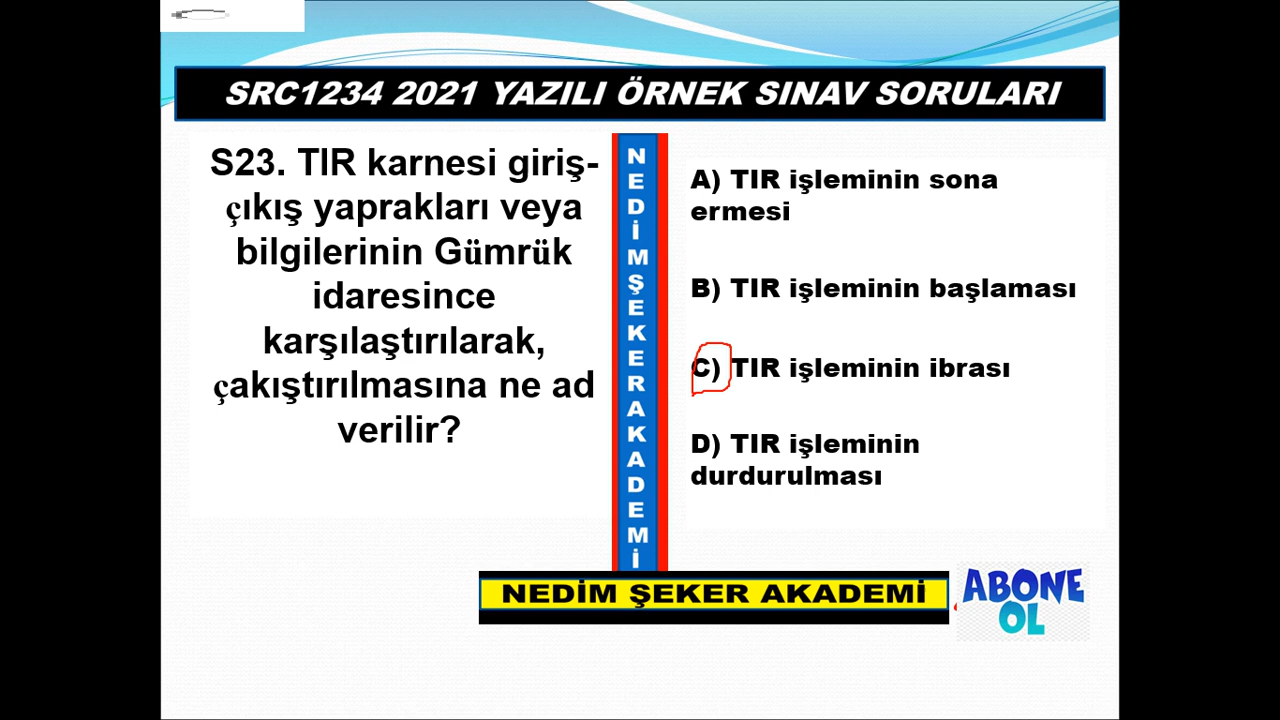 SRC1234 2021 YAZILI ÖRNEK SINAV SORULARI
S23. TIR karnesi giriş-
çıkış yaprakları veya
bilgilerinin Gümrük
idaresince
karşılaştırılarak,
çakıştırılmasına ne ad
verilir?
NEDİMŞEKERAKADEMİ
A) TIR işleminin sona
ermesi
B) TIR işleminin başlaması
C) TIR işleminin ibrası
D) TIR işleminin
durdurulması
NEDİM ŞEKER AKADEMİ
ABONE
OL